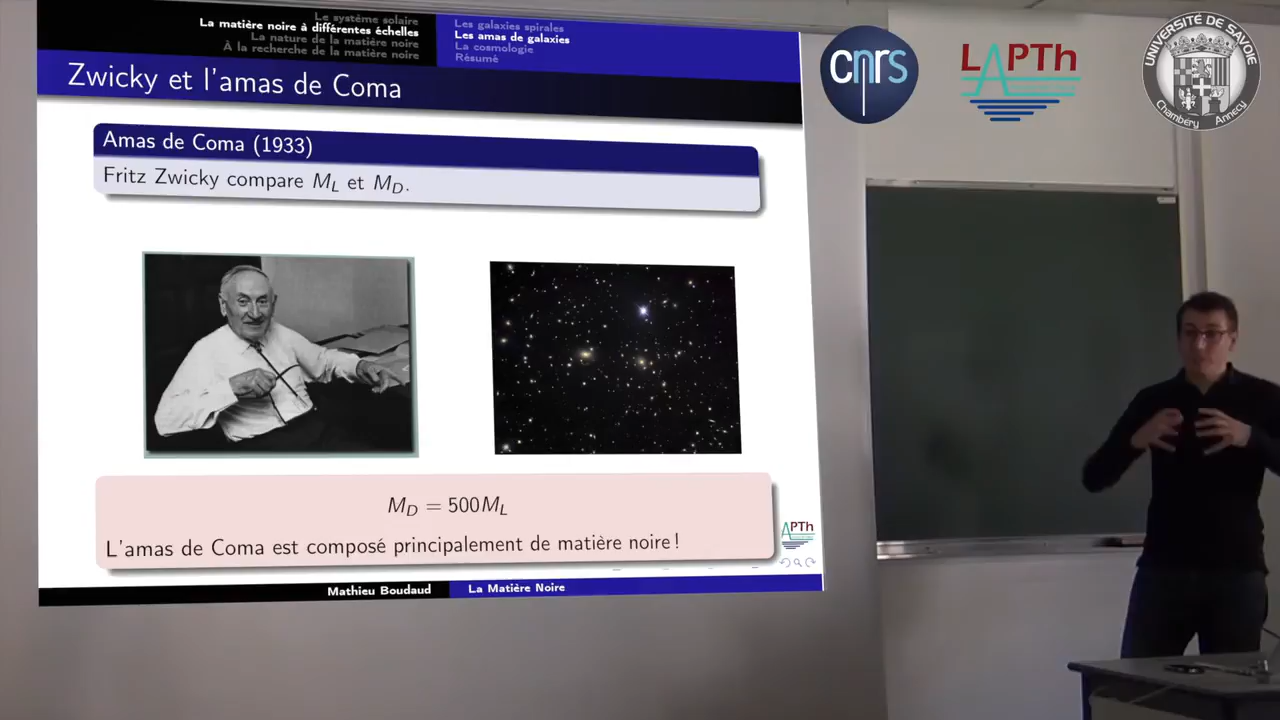 Le système solaire
La matière noire à différentes échelles
La nature de la matière noire
À la recherche de la matière noire
Les galaxies spirales
Les amas de galaxies
La cosmologie
Résumé
Zwicky et l'amas de Coma
Amas de Coma (1933)
Fritz Zwicky compare M_L et M_D.
M_D = 500M_L
L'amas de Coma est composé principalement de matière noire !
LAPTh
Mathieu Boudaud
La Matière Noire
cnrs
LAPTh
UNIVERSITÉ DE SAVOIE
Chambéry Annecy